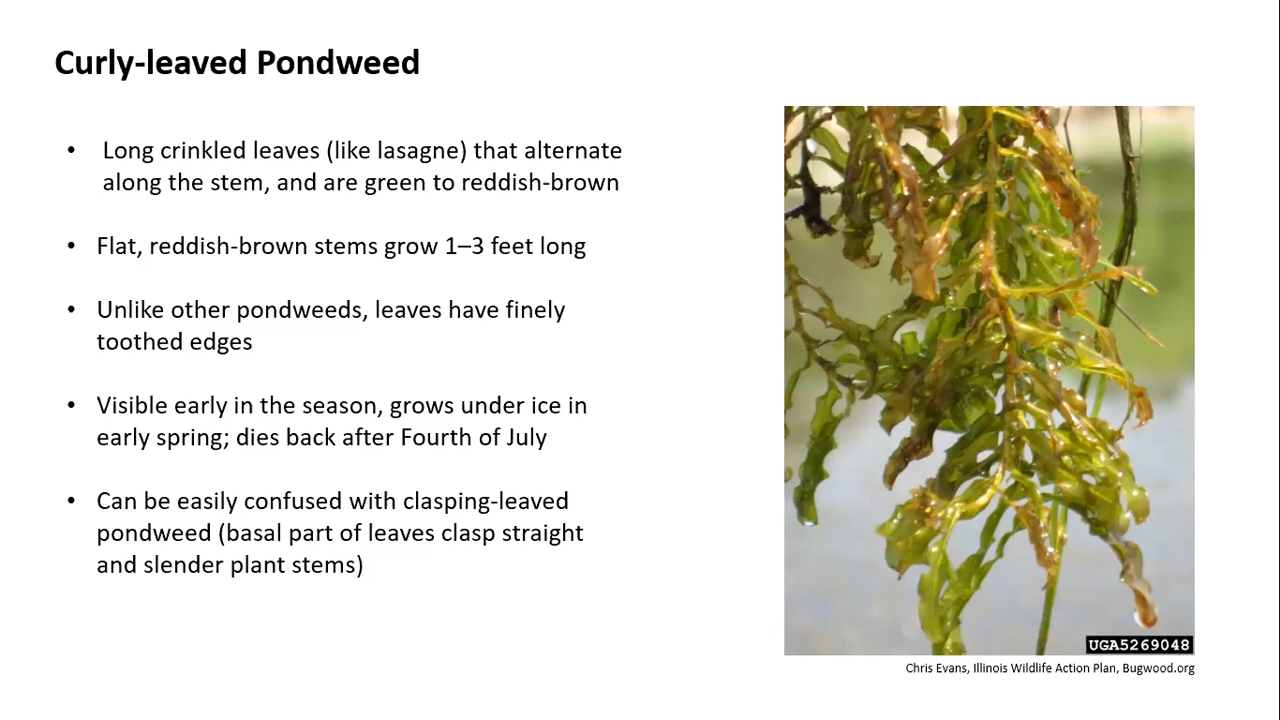 Curly-leaved Pondweed
• Long crinkled leaves (like lasagne) that alternate
along the stem, and are green to reddish-brown
• Flat, reddish-brown stems grow 1–3 feet long
• Unlike other pondweeds, leaves have finely
toothed edges
• Visible early in the season, grows under ice in
early spring; dies back after Fourth of July
• Can be easily confused with clasping-leaved
pondweed (basal part of leaves clasp straight
and slender plant stems)
UGA5269048
Chris Evans, Illinois Wildlife Action Plan, Bugwood.org